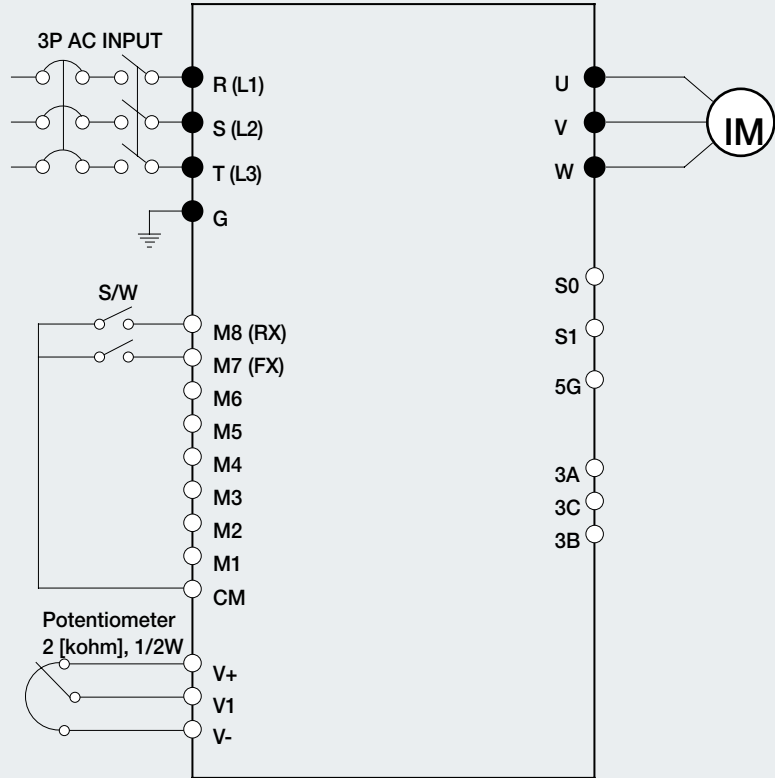 3P AC INPUT
R (L1)
S (L2)
T (L3)
G
U
V
W
IM
S/W
M8 (RX)
M7 (FX)
M6
M5
M4
M3
M2
M1
CM
S0
S1
5G
3A
3C
3B
Potentiometer
2 [kohm], 1/2W
V+
V1
V-